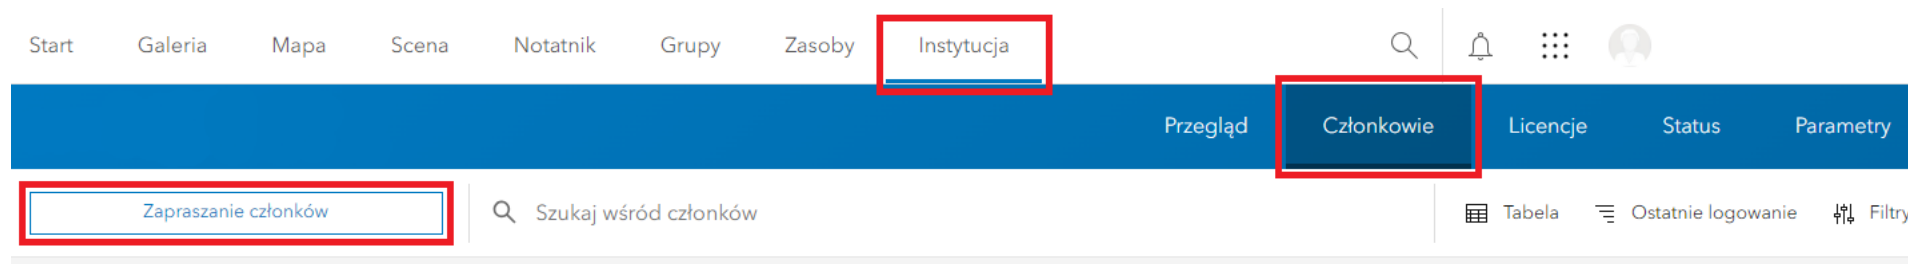 Start Galeria Mapa Scena Notatnik Grupy Zasoby Instytucja
Przegląd Członkowie Licencje Status Parametry
Zapraszanie członków Szukaj wśród członków Tabela Ostatnie logowanie Filtry